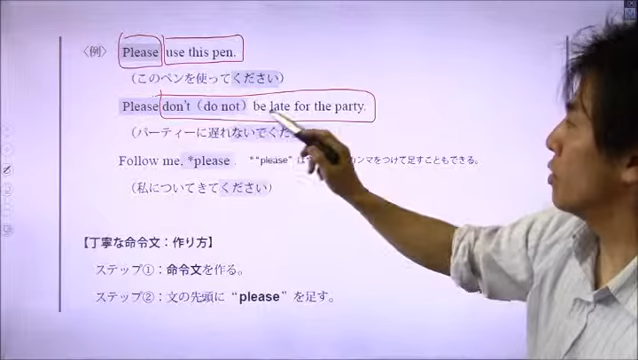 〈例〉 Please use this pen.
（このペンを使ってください）
Please don't（do not）be late for the party.
（パーティーに遅れないでくだ
Follow me, *please . *"please" は カンマをつけて足すこともできる。
（私についてきてください）
【丁寧な命令文：作り方】
ステップ①：命令文を作る。
ステップ②：文の先頭に "please" を足す。